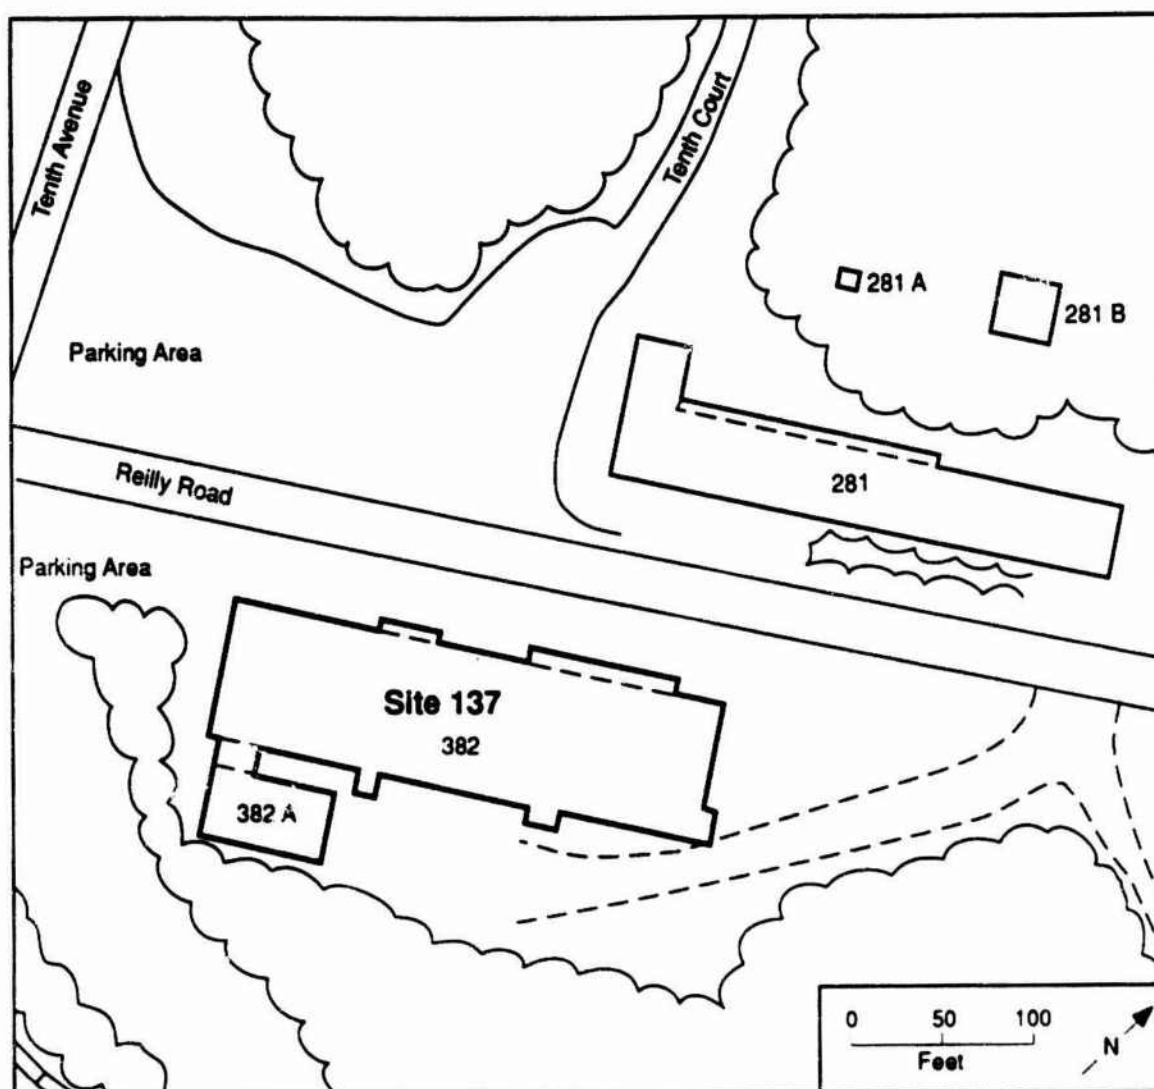 Tenth Avenue
Tenth Court
281 A
281 B
Parking Area
Reilly Road
281
Parking Area
Site 137
382
382 A
0 50 100
Feet
N